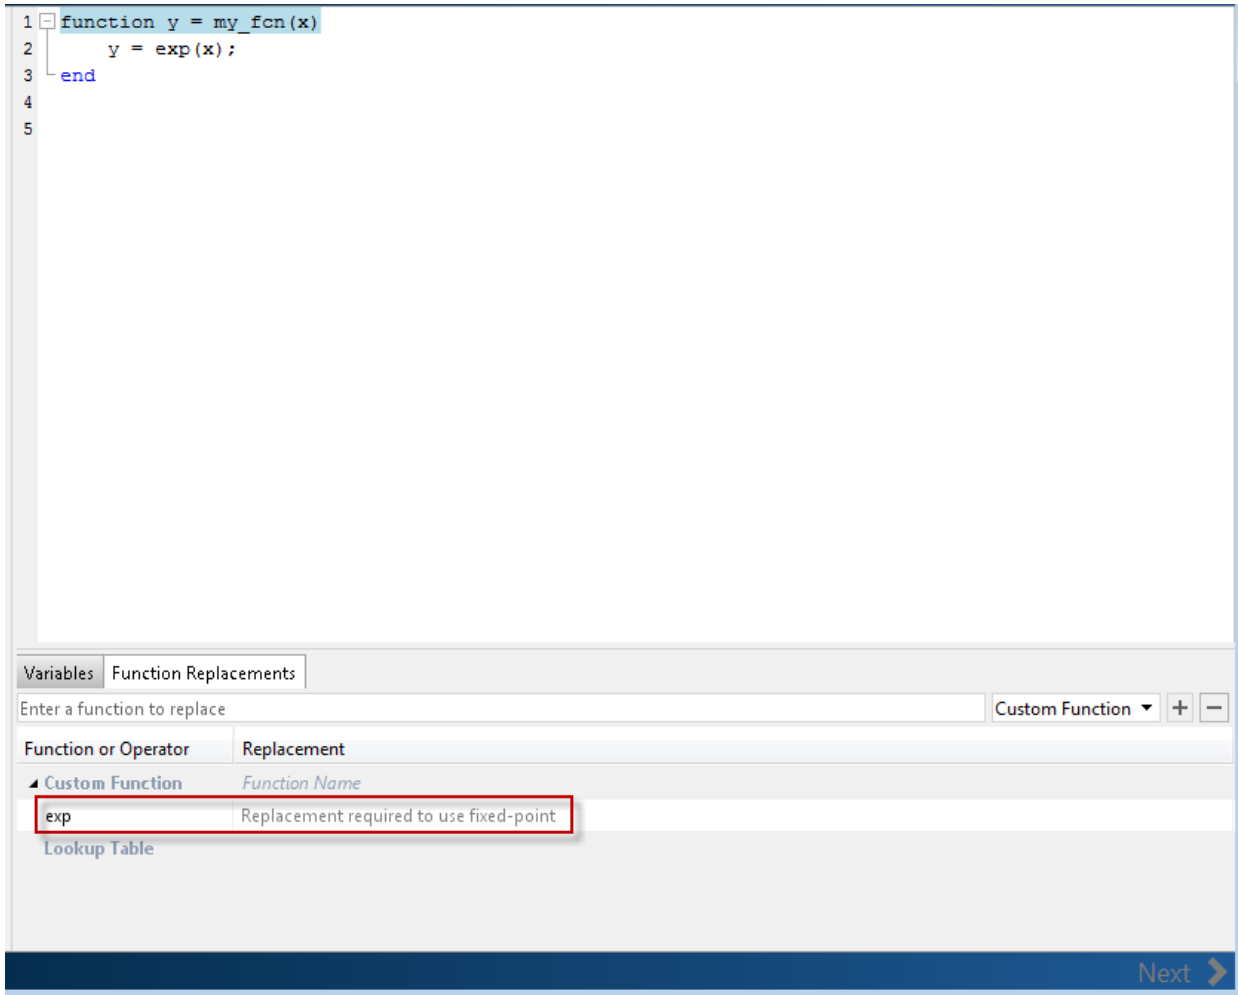 1 function y = my_fcn(x)
2 y = exp(x);
3 end
4
5
Variables Function Replacements
Enter a function to replace Custom Function + −
Function or Operator Replacement
Custom Function Function Name
exp Replacement required to use fixed-point
Lookup Table
Next